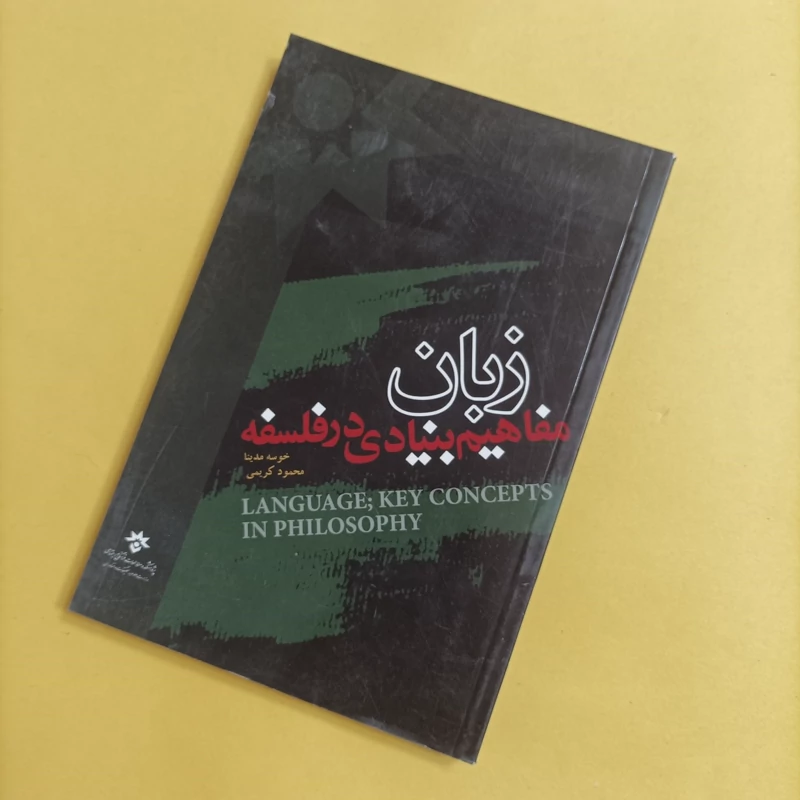 زبان
مفاهیم بنیادی در فلسفه
خوسه مدینا
محمود کریمی
LANGUAGE; KEY CONCEPTS
IN PHILOSOPHY